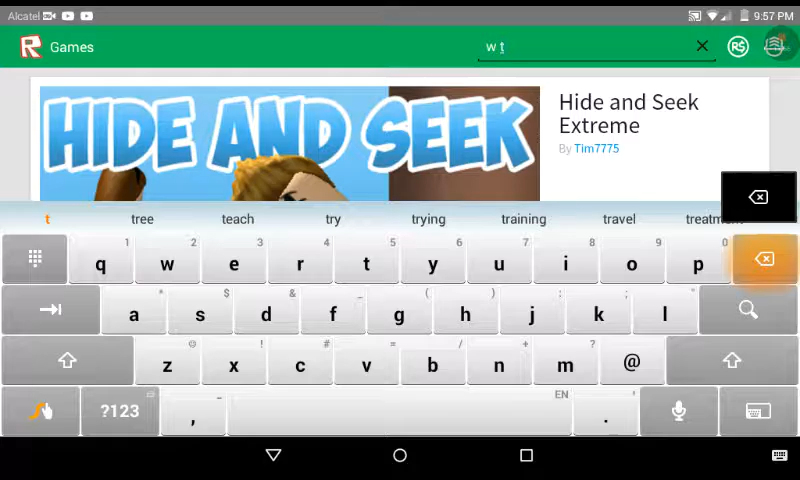 Alcatel 9:57 PM
R Games w t R$
HIDE AND SEEK
Hide and Seek
Extreme
By Tim7775
t tree teach try trying training travel treatm
1 2 3 4 5 6 7 8 9 0
q w e r t y u i o p
* $ & _ ( ) : ; "
a s d f g h j k l
☺ ! # = / + ?
z x c v b n m @
?123 , - EN . '